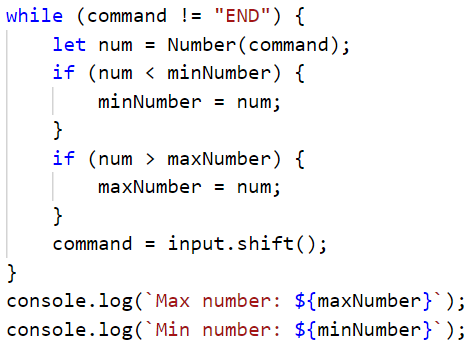 while (command != "END") {
    let num = Number(command);
    if (num < minNumber) {
        minNumber = num;
    }
    if (num > maxNumber) {
        maxNumber = num;
    }
    command = input.shift();
}
console.log(`Max number: ${maxNumber}`);
console.log(`Min number: ${minNumber}`);